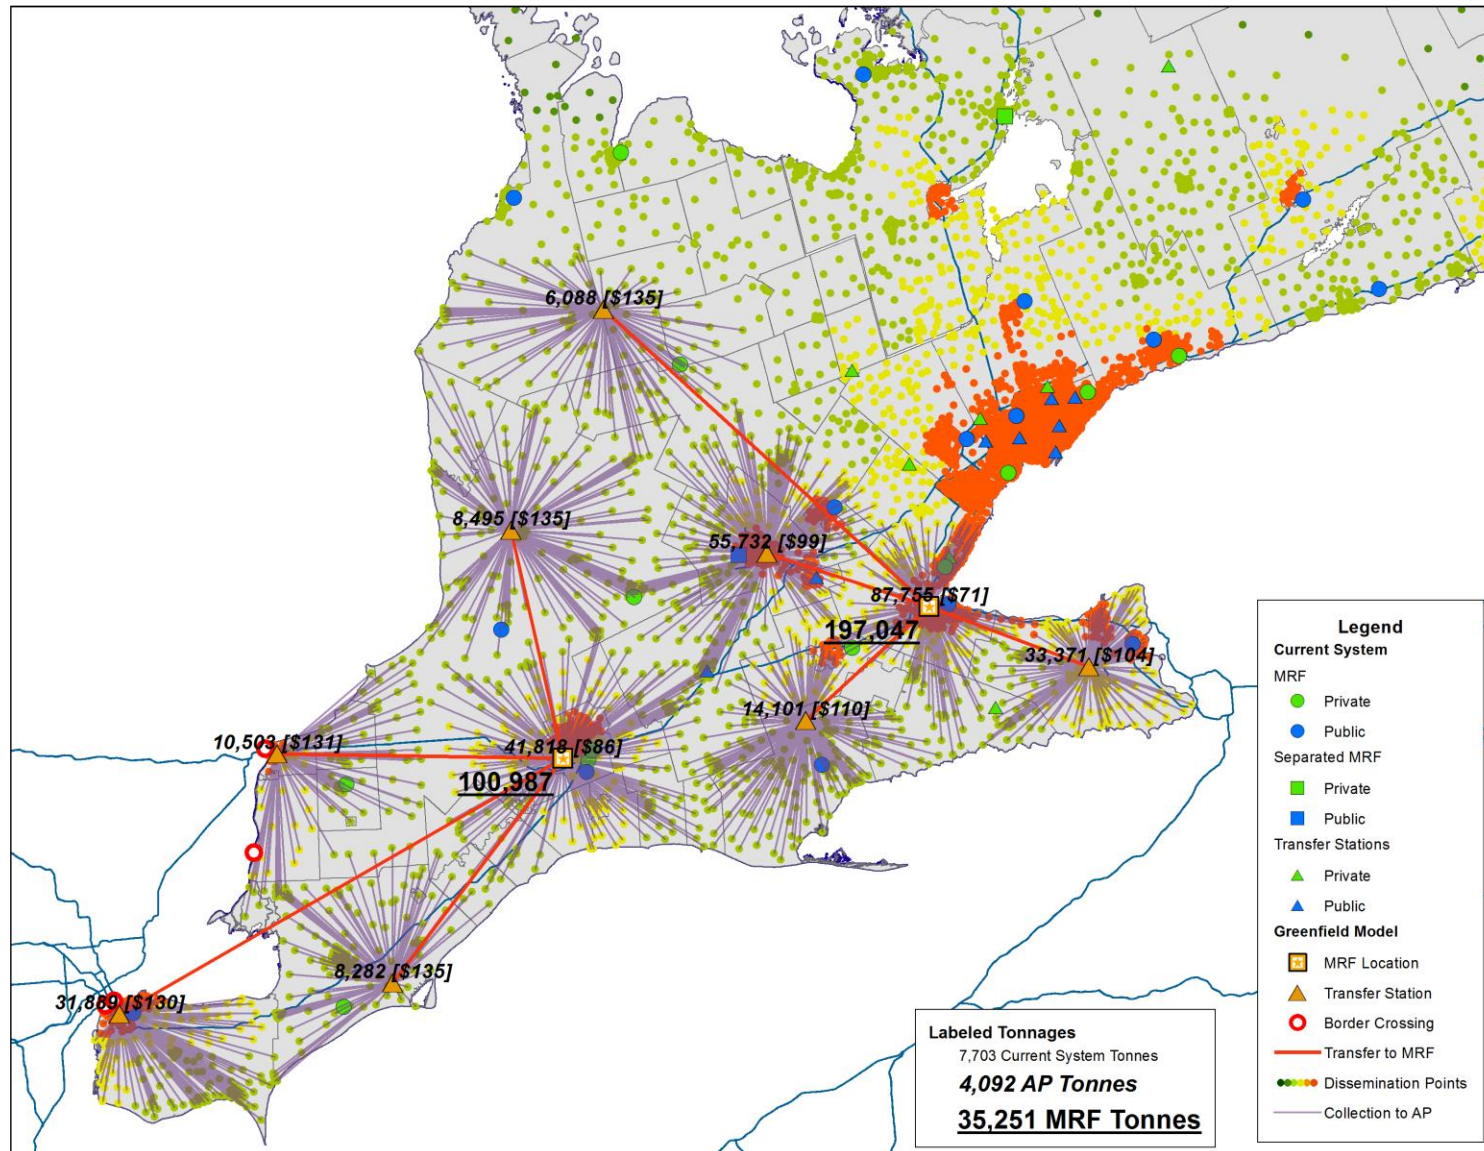 6,088 [$135]
8,495 [$135]
55,732 [$99]
87,755 [$71]
197,047
33,371 [$104]
14,101 [$110]
10,503 [$131]
41,818 [$86]
100,987
8,282 [$135]
31,869 [$130]
Legend
Current System
MRF
Private
Public
Separated MRF
Private
Public
Transfer Stations
Private
Public
Greenfield Model
MRF Location
Transfer Station
Border Crossing
Transfer to MRF
Dissemination Points
Collection to AP
Labeled Tonnages
7,703 Current System Tonnes
4,092 AP Tonnes
35,251 MRF Tonnes